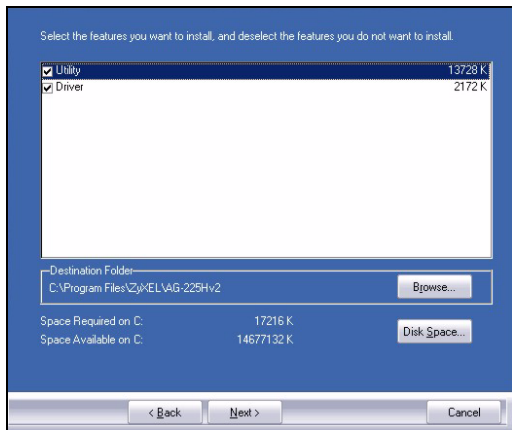 Select the features you want to install, and deselect the features you do not want to install.
Utility 13728 K
Driver 2172 K
Destination Folder
C:\Program Files\ZyXEL\AG-225Hv2
Browse...
Space Required on C: 17216 K
Space Available on C: 14677132 K
Disk Space...
< Back Next > Cancel